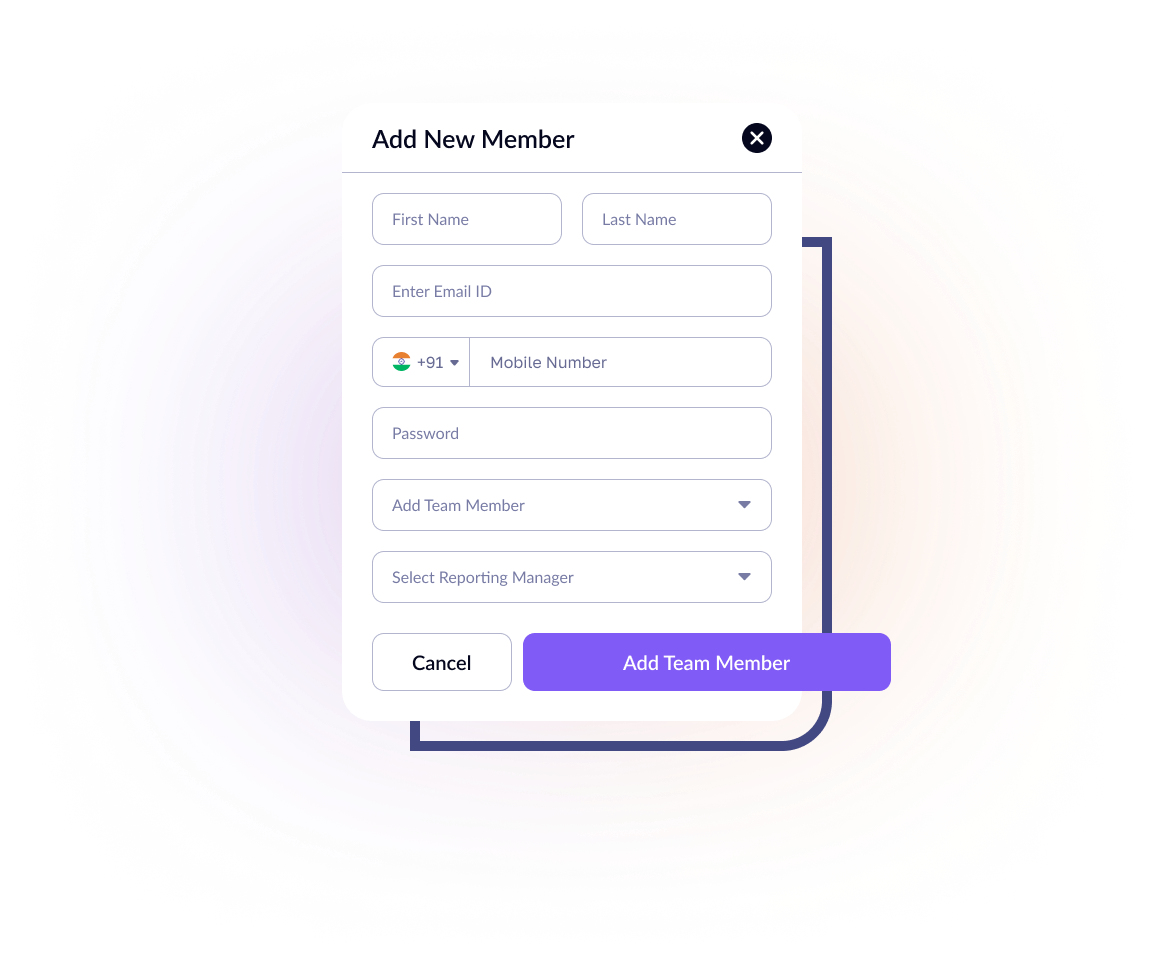 Add New Member
First Name
Last Name
Enter Email ID
+91
Mobile Number
Password
Add Team Member
Select Reporting Manager
Cancel
Add Team Member